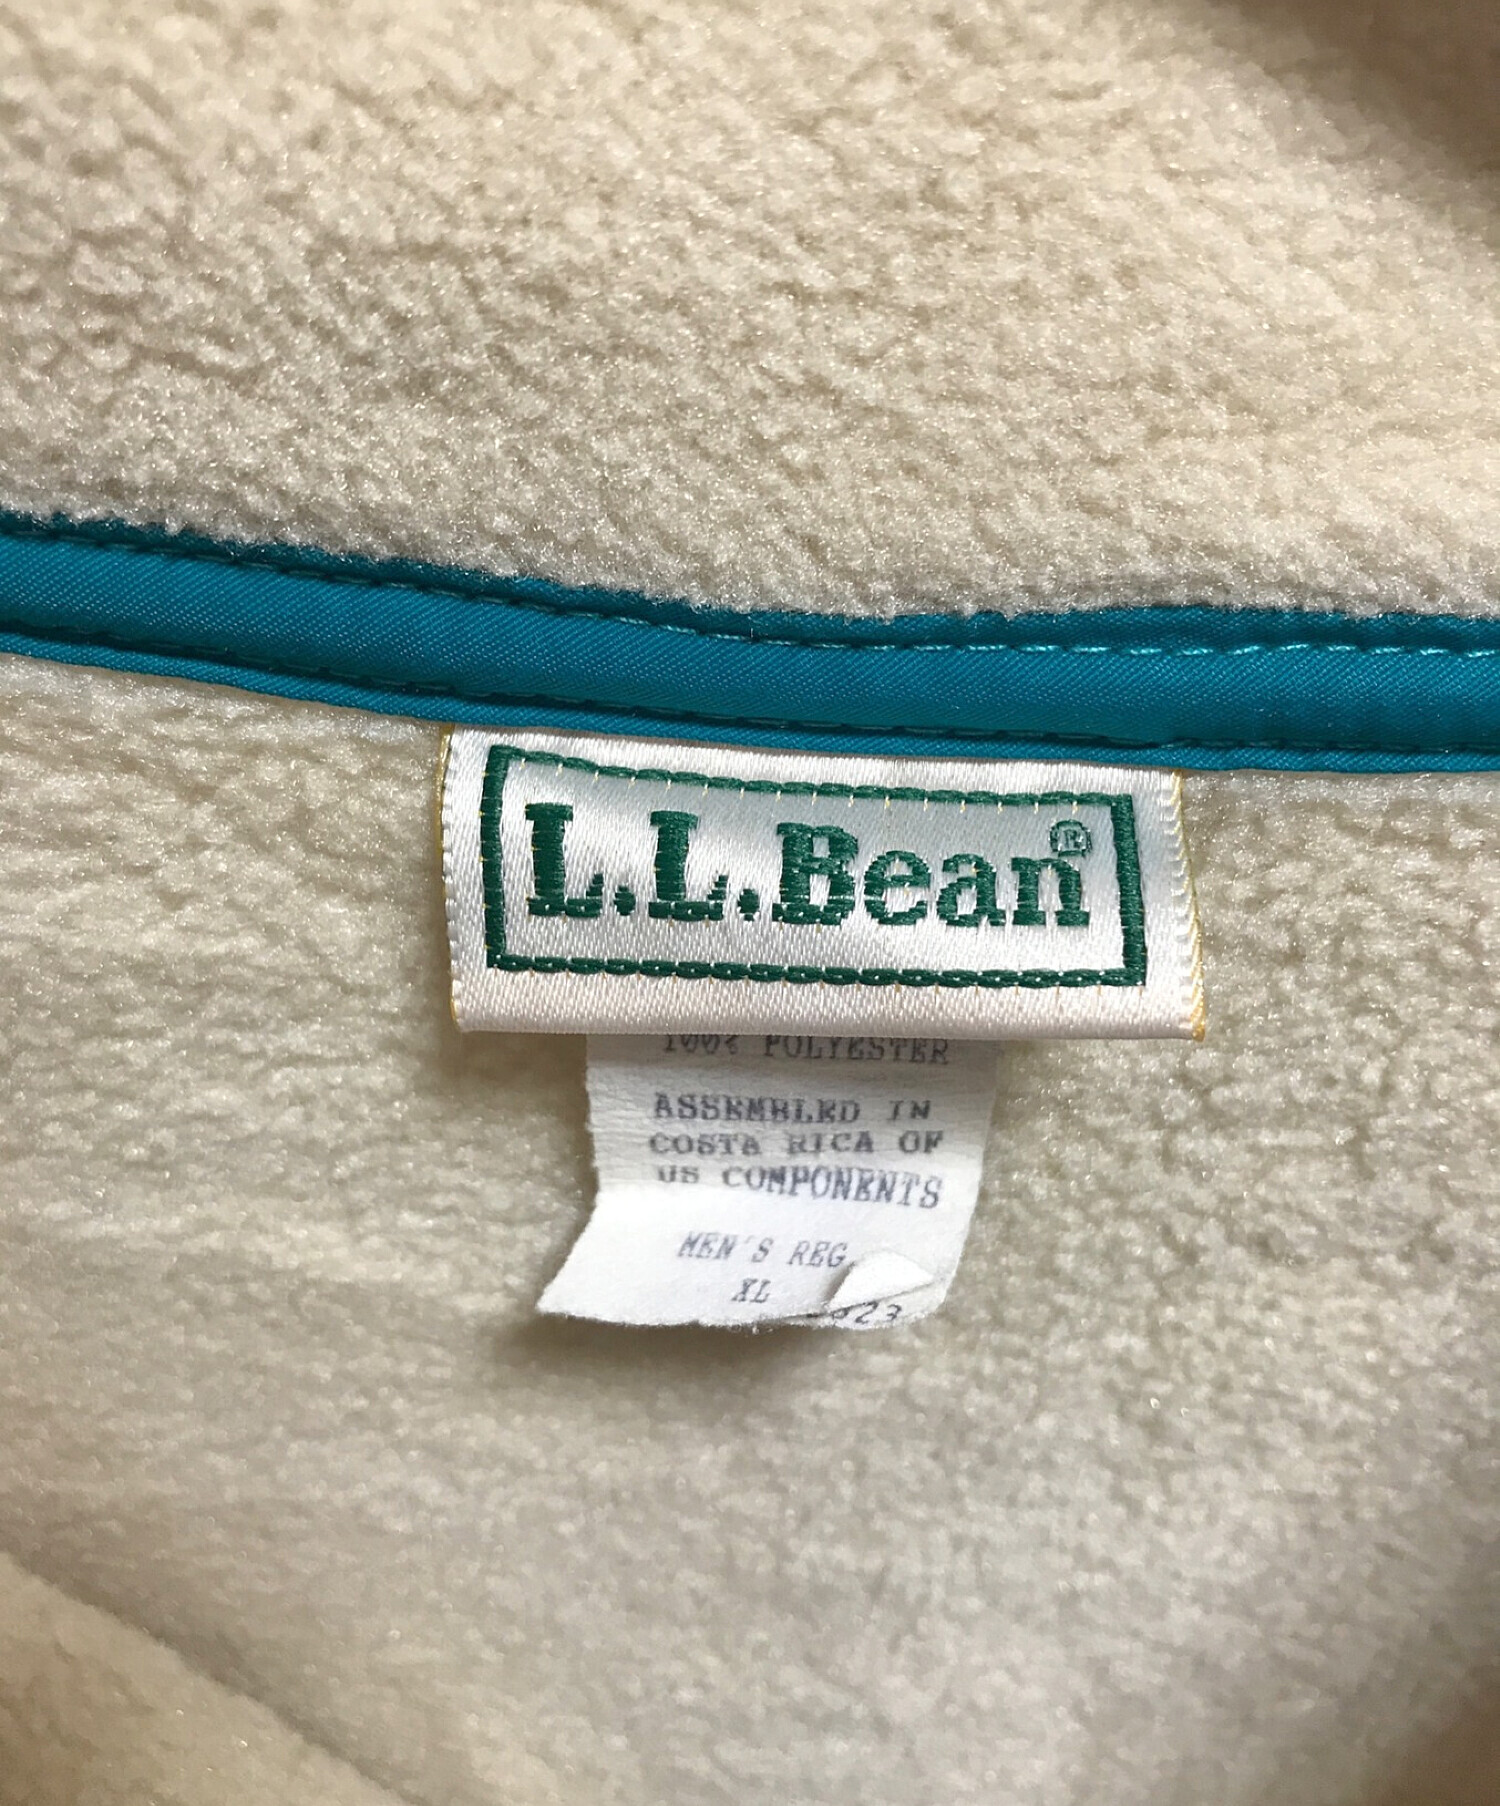 L.L.Bean®
100% POLYESTER
ASSEMBLED IN
COSTA RICA OF
US COMPONENTS
MEN'S REG.
XL